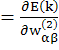 = ∂E(k) / ∂w_{αβ}^{(2)}